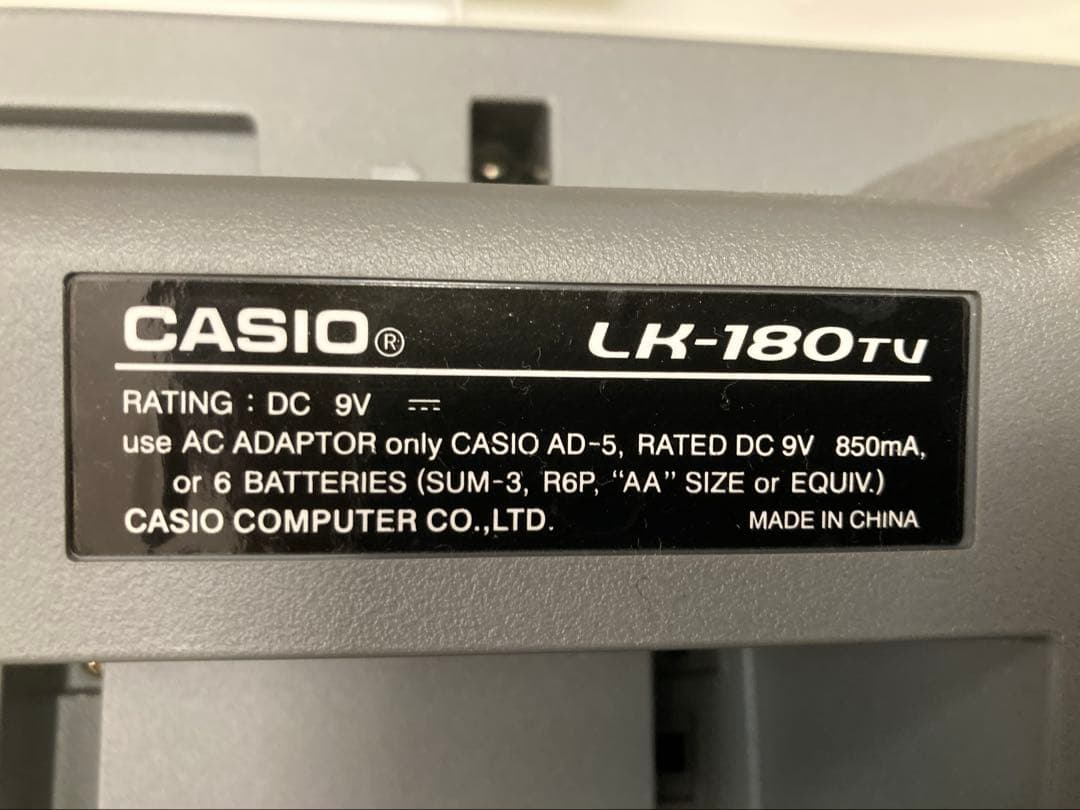 CASIO® LK-180TV
RATING : DC 9V ⎓
use AC ADAPTOR only CASIO AD-5, RATED DC 9V 850mA,
or 6 BATTERIES (SUM-3, R6P, “AA” SIZE or EQUIV.)
CASIO COMPUTER CO.,LTD. MADE IN CHINA